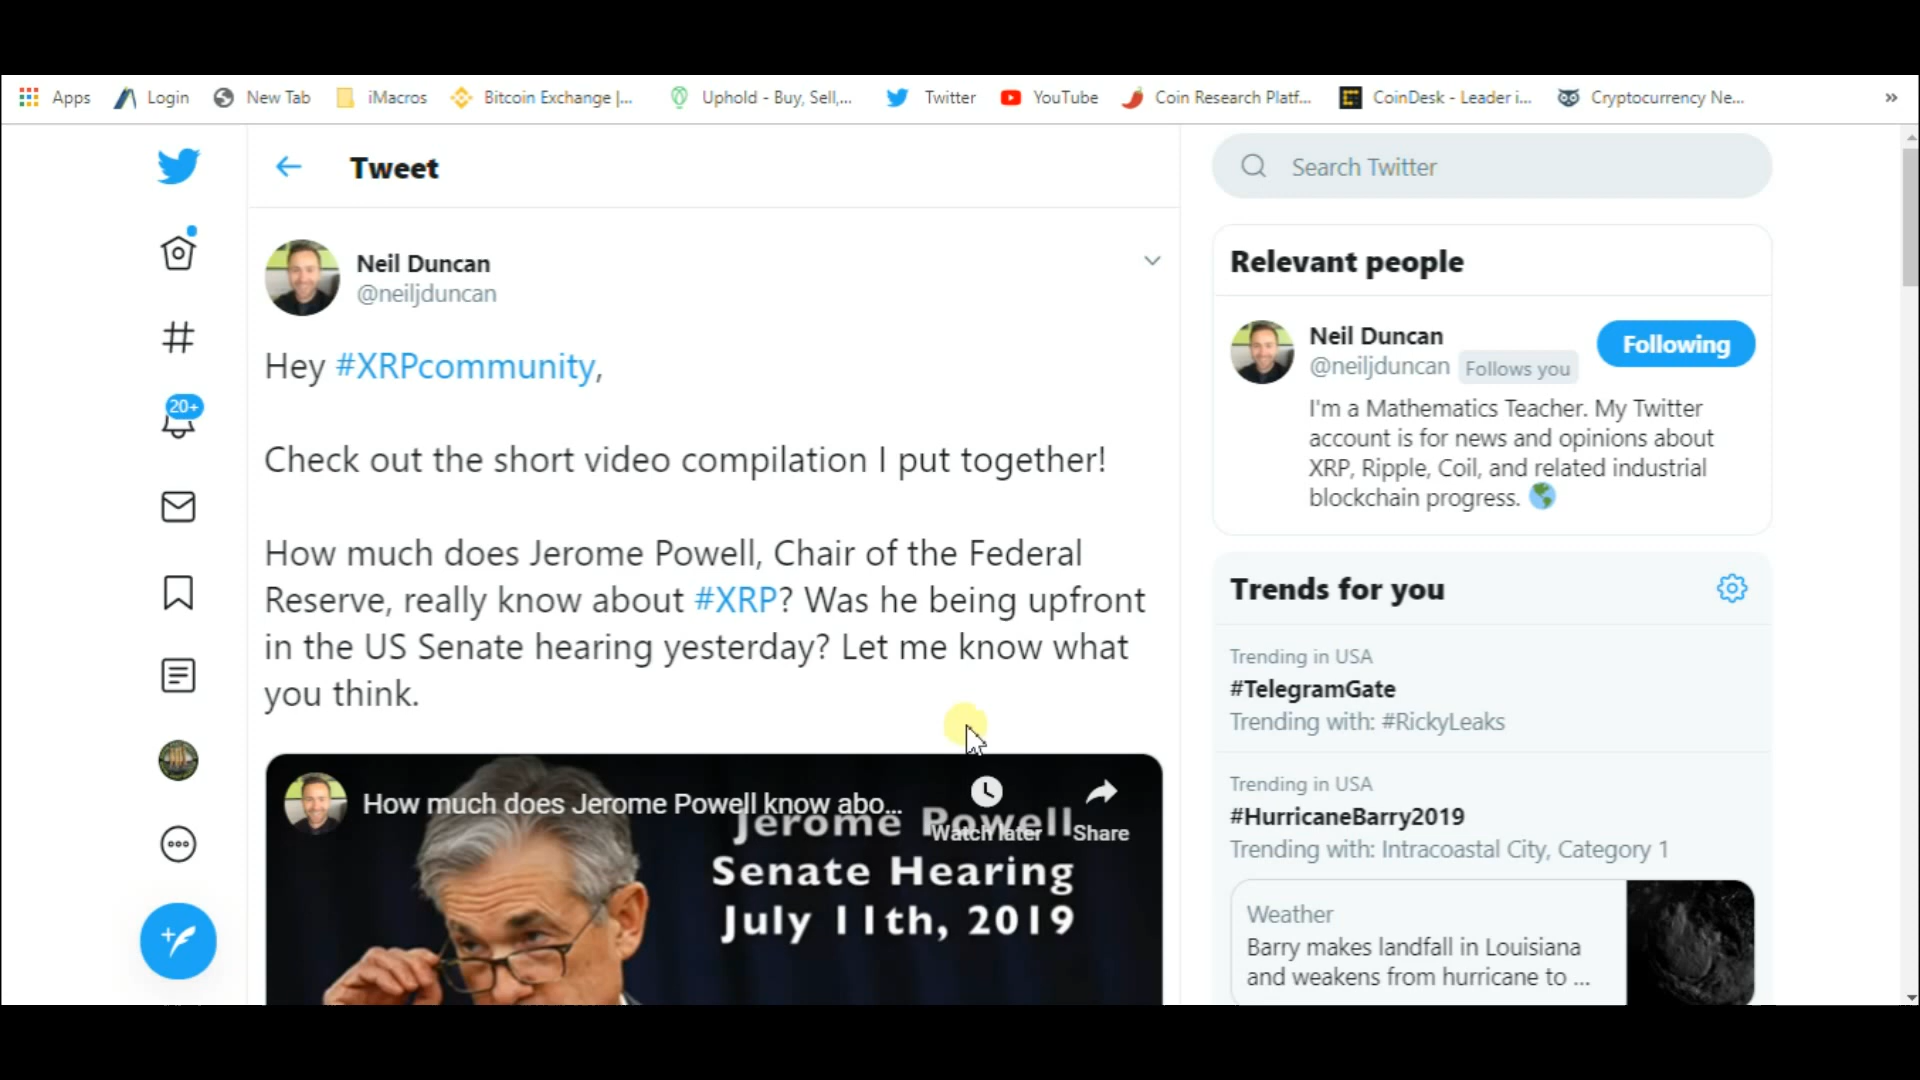 Apps
Login
New Tab
iMacros
Bitcoin Exchange |...
Uphold - Buy, Sell,...
Twitter
YouTube
Coin Research Platf...
CoinDesk - Leader i...
Cryptocurrency Ne...
»
Tweet
Neil Duncan
@neiljduncan
Hey #XRPcommunity,
Check out the short video compilation I put together!
How much does Jerome Powell, Chair of the Federal
Reserve, really know about #XRP? Was he being upfront
in the US Senate hearing yesterday? Let me know what
you think.
How much does Jerome Powell know abo...
Watch later
Share
Jerome Powell
Senate Hearing
July 11th, 2019
20+
Search Twitter
Relevant people
Neil Duncan
@neiljduncan
Follows you
Following
I'm a Mathematics Teacher. My Twitter
account is for news and opinions about
XRP, Ripple, Coil, and related industrial
blockchain progress.
Trends for you
Trending in USA
#TelegramGate
Trending with: #RickyLeaks
Trending in USA
#HurricaneBarry2019
Trending with: Intracoastal City, Category 1
Weather
Barry makes landfall in Louisiana
and weakens from hurricane to ...